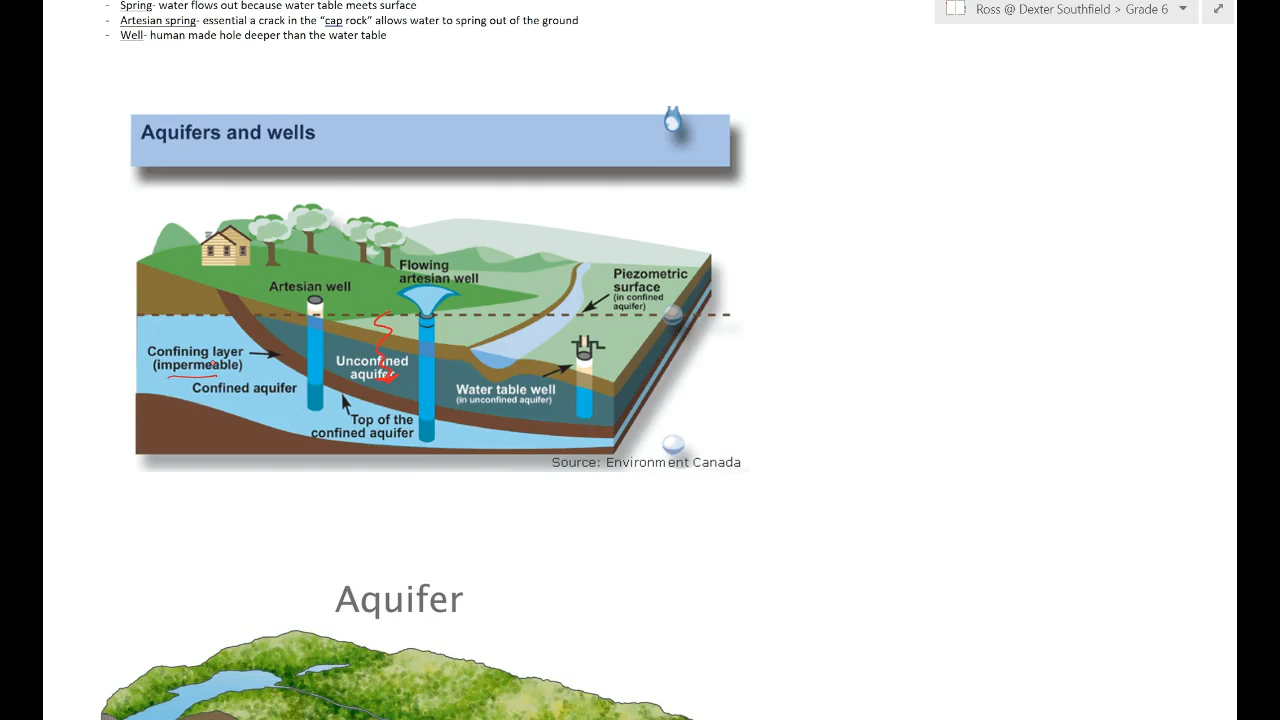 - Spring- water flows out because water table meets surface
- Artesian spring- essential a crack in the “cap rock” allows water to spring out of the ground
- Well- human made hole deeper than the water table
Ross @ Dexter Southfield > Grade 6
Aquifers and wells
Flowing
artesian well
Artesian well
Piezometric
surface
(in confined
aquifer)
Confining layer
(impermeable)
Unconfined
aquifer
Confined aquifer
Water table well
(in unconfined aquifer)
Top of the
confined aquifer
Source: Environment Canada
Aquifer